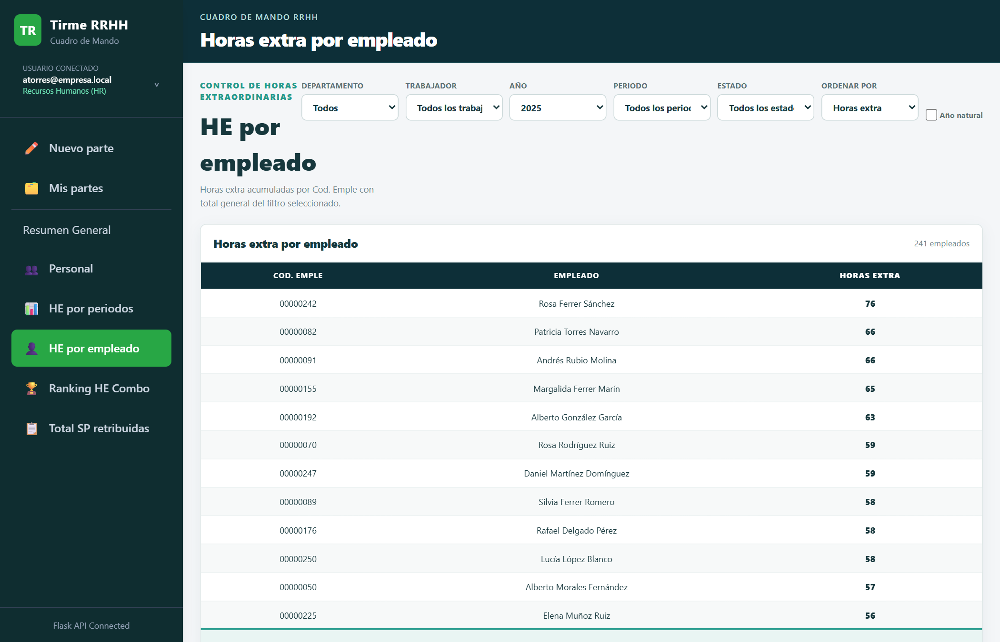 TR
Tirme RRHH
Cuadro de Mando
USUARIO CONECTADO
atorres@empresa.local
Recursos Humanos (HR)
Nuevo parte
Mis partes
Resumen General
Personal
HE por periodos
HE por empleado
Ranking HE Combo
Total SP retribuidas
Flask API Connected
CUADRO DE MANDO RRHH
Horas extra por empleado
CONTROL DE HORAS
EXTRAORDINARIAS
HE por
empleado
Horas extra acumuladas por Cod. Emple con
total general del filtro seleccionado.
DEPARTAMENTO
Todos
TRABAJADOR
Todos los trabaj
AÑO
2025
PERIODO
Todos los perio
ESTADO
Todos los estad
ORDENAR POR
Horas extra
Año natural
Horas extra por empleado
241 empleados
COD. EMPLE EMPLEADO HORAS EXTRA
00000242 Rosa Ferrer Sánchez 76
00000082 Patricia Torres Navarro 66
00000091 Andrés Rubio Molina 66
00000155 Margalida Ferrer Marín 65
00000192 Alberto González García 63
00000070 Rosa Rodríguez Ruiz 59
00000247 Daniel Martínez Domínguez 59
00000089 Silvia Ferrer Romero 58
00000176 Rafael Delgado Pérez 58
00000250 Lucía López Blanco 58
00000050 Alberto Morales Fernández 57
00000225 Elena Muñoz Ruiz 56